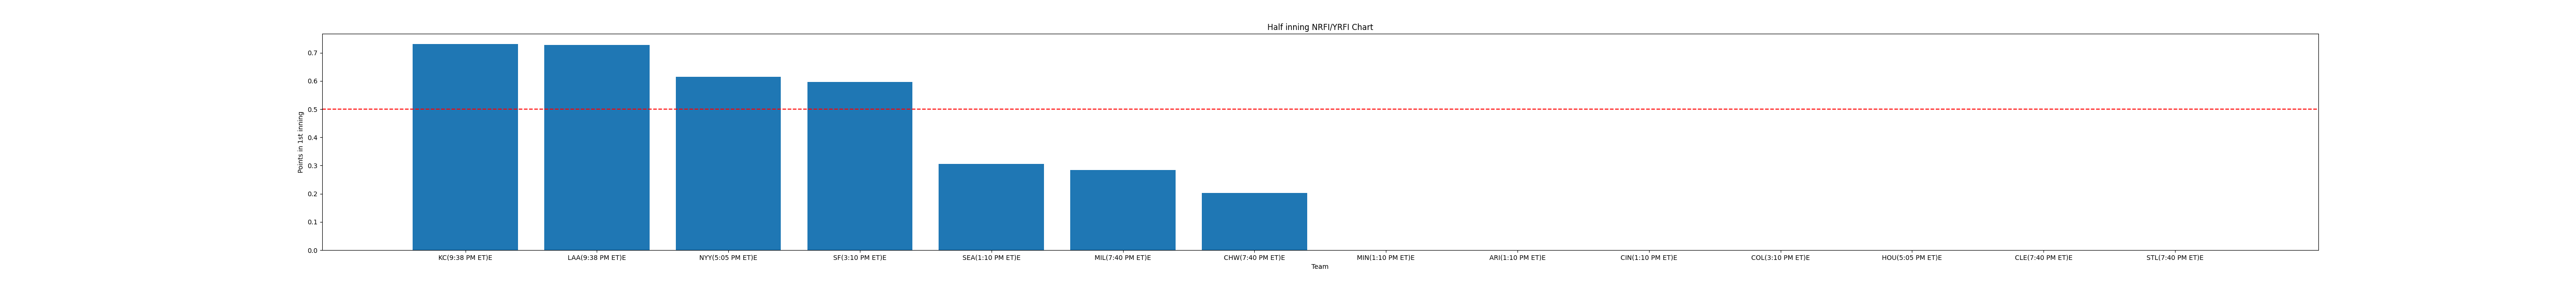 Half inning NRFI/YRFI Chart
0.7
0.6
0.5
0.4
0.3
0.2
0.1
0.0
Points in 1st inning
KC(9:38 PM ET)E LAA(9:38 PM ET)E NYY(5:05 PM ET)E SF(3:10 PM ET)E SEA(1:10 PM ET)E MIL(7:40 PM ET)E CHW(7:40 PM ET)E MIN(1:10 PM ET)E ARI(1:10 PM ET)E CIN(1:10 PM ET)E COL(3:10 PM ET)E HOU(5:05 PM ET)E CLE(7:40 PM ET)E STL(7:40 PM ET)E
Team